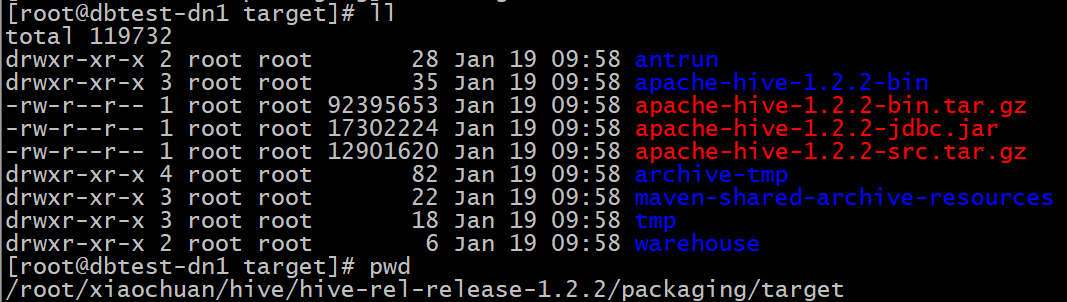 [root@dbtest-dn1 target]# ll
total 119732
drwxr-xr-x 2 root root       28 Jan 19 09:58 antrun
drwxr-xr-x 3 root root       35 Jan 19 09:58 apache-hive-1.2.2-bin
-rw-r--r-- 1 root root 92395653 Jan 19 09:58 apache-hive-1.2.2-bin.tar.gz
-rw-r--r-- 1 root root 17302224 Jan 19 09:58 apache-hive-1.2.2-jdbc.jar
-rw-r--r-- 1 root root 12901620 Jan 19 09:58 apache-hive-1.2.2-src.tar.gz
drwxr-xr-x 4 root root       82 Jan 19 09:58 archive-tmp
drwxr-xr-x 3 root root       22 Jan 19 09:58 maven-shared-archive-resources
drwxr-xr-x 3 root root       18 Jan 19 09:58 tmp
drwxr-xr-x 2 root root        6 Jan 19 09:58 warehouse
[root@dbtest-dn1 target]# pwd
/root/xiaochuan/hive/hive-rel-release-1.2.2/packaging/target